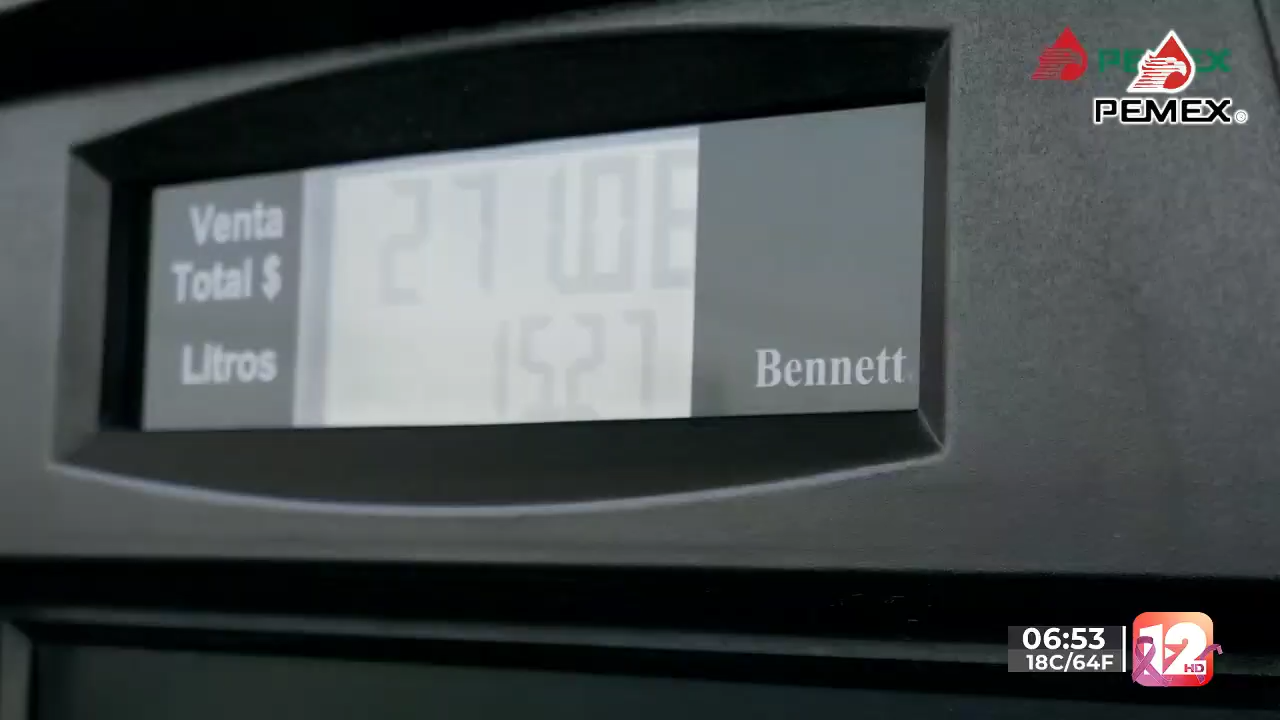 PEMEX
PEMEX
Venta
Total $
Litros
Bennett
06:53
18C/64F
12
HD